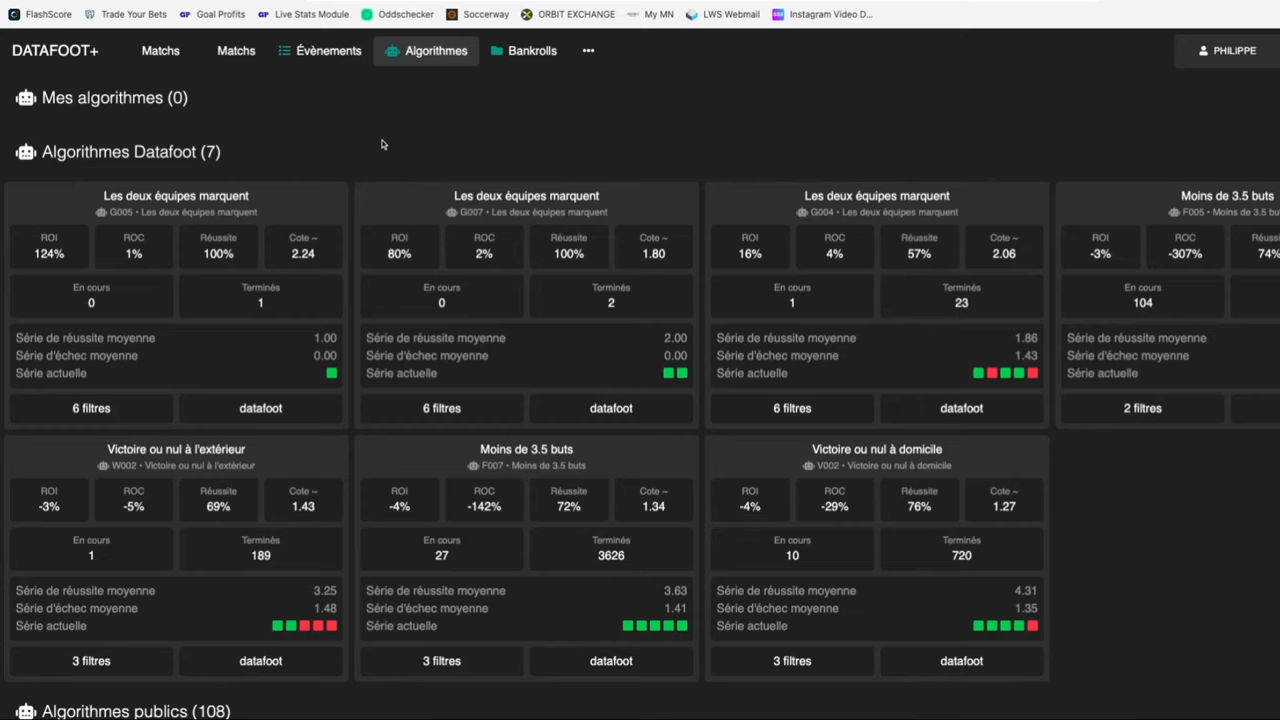 FlashScore Trade Your Bets Goal Profits Live Stats Module Oddschecker Soccerway ORBIT EXCHANGE My MN LWS Webmail Instagram Video D...
DATAFOOT+ Matchs Matchs Évènements Algorithmes Bankrolls ••• PHILIPPE
Mes algorithmes (0)
Algorithmes Datafoot (7)
Les deux équipes marquent
G005 • Les deux équipes marquent
ROI ROC Réussite Cote ~
124% 1% 100% 2.24
En cours Terminés
0 1
Série de réussite moyenne 1.00
Série d'échec moyenne 0.00
Série actuelle
6 filtres datafoot
Les deux équipes marquent
G007 • Les deux équipes marquent
ROI ROC Réussite Cote ~
80% 2% 100% 1.80
En cours Terminés
0 2
Série de réussite moyenne 2.00
Série d'échec moyenne 0.00
Série actuelle
6 filtres datafoot
Les deux équipes marquent
G004 • Les deux équipes marquent
ROI ROC Réussite Cote ~
16% 4% 57% 2.06
En cours Terminés
1 23
Série de réussite moyenne 1.86
Série d'échec moyenne 1.43
Série actuelle
6 filtres datafoot
Moins de 3.5 buts
F005 • Moins de 3.5 bu
ROI ROC Réuss
-3% -307% 74%
En cours
104
Série de réussite moyenne
Série d'échec moyenne
Série actuelle
2 filtres
Victoire ou nul à l'extérieur
W002 • Victoire ou nul à l'extérieur
ROI ROC Réussite Cote ~
-3% -5% 69% 1.43
En cours Terminés
1 189
Série de réussite moyenne 3.25
Série d'échec moyenne 1.48
Série actuelle
3 filtres datafoot
Moins de 3.5 buts
F007 • Moins de 3.5 buts
ROI ROC Réussite Cote ~
-4% -142% 72% 1.34
En cours Terminés
27 3626
Série de réussite moyenne 3.63
Série d'échec moyenne 1.41
Série actuelle
3 filtres datafoot
Victoire ou nul à domicile
V002 • Victoire ou nul à domicile
ROI ROC Réussite Cote ~
-4% -29% 76% 1.27
En cours Terminés
10 720
Série de réussite moyenne 4.31
Série d'échec moyenne 1.35
Série actuelle
3 filtres datafoot
Algorithmes publics (108)